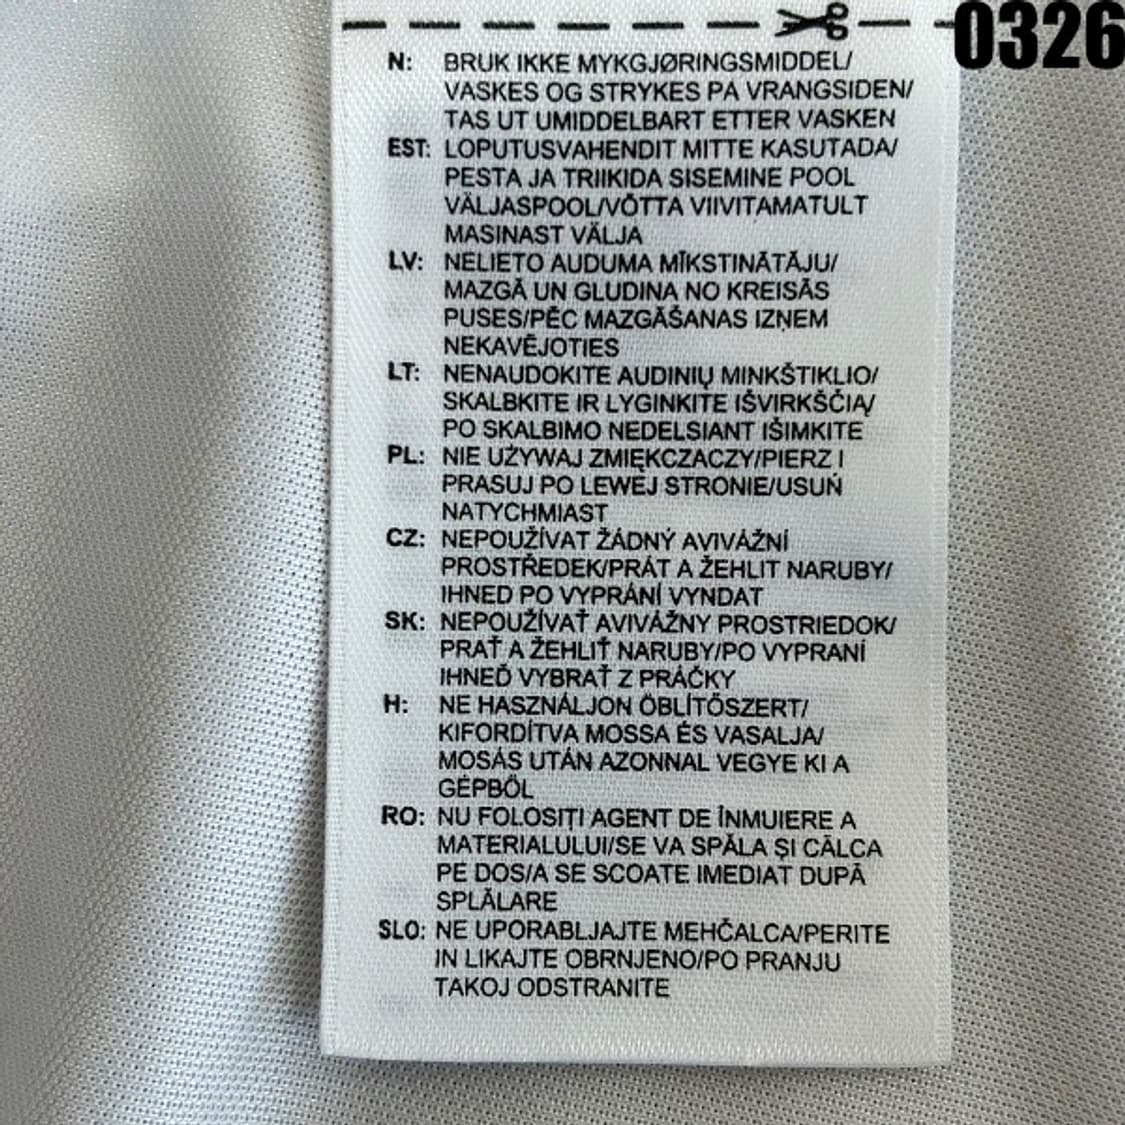 0326
N: BRUK IKKE MYKGJØRINGSMIDDEL/
VASKES OG STRYKES PA VRANGSIDEN/
TAS UT UMIDDELBART ETTER VASKEN
EST: LOPUTUSVAHENDIT MITTE KASUTADA/
PESTA JA TRIIKIDA SISEMINE POOL
VÄLJASPOOL/VÕTTA VIIVITAMATULT
MASINAST VÄLJA
LV: NELIETO AUDUMA MĪKSTINĀTĀJU/
MAZGĀ UN GLUDINA NO KREISĀS
PUSES/PĒC MAZGĀŠANAS IZŅEM
NEKAVĒJOTIES
LT: NENAUDOKITE AUDINIŲ MINKŠTIKLIO/
SKALBKITE IR LYGINKITE IŠVIRKŠČIĄ/
PO SKALBIMO NEDELSIANT IŠIMKITE
PL: NIE UŻYWAJ ZMIĘKCZACZY/PIERZ I
PRASUJ PO LEWEJ STRONIE/USUŃ
NATYCHMIAST
CZ: NEPOUŽÍVAT ŽÁDNÝ AVIVÁŽNÍ
PROSTŘEDEK/PRÁT A ŽEHLIT NARUBY/
IHNED PO VYPRÁNÍ VYNDAT
SK: NEPOUŽÍVAŤ AVIVÁŽNY PROSTRIEDOK/
PRAŤ A ŽEHLIŤ NARUBY/PO VYPRANÍ
IHNEĎ VYBRAŤ Z PRÁČKY
H: NE HASZNÁLJON ÖBLÍTŐSZERT/
KIFORDÍTVA MOSSA ÉS VASALJA/
MOSÁS UTÁN AZONNAL VEGYE KI A
GÉPBŐL
RO: NU FOLOSIŢI AGENT DE ÎNMUIERE A
MATERIALULUI/SE VA SPĂLA ŞI CĂLCA
PE DOS/A SE SCOATE IMEDIAT DUPĂ
SPLĂLARE
SLO: NE UPORABLJAJTE MEHČALCA/PERITE
IN LIKAJTE OBRNJENO/PO PRANJU
TAKOJ ODSTRANITE